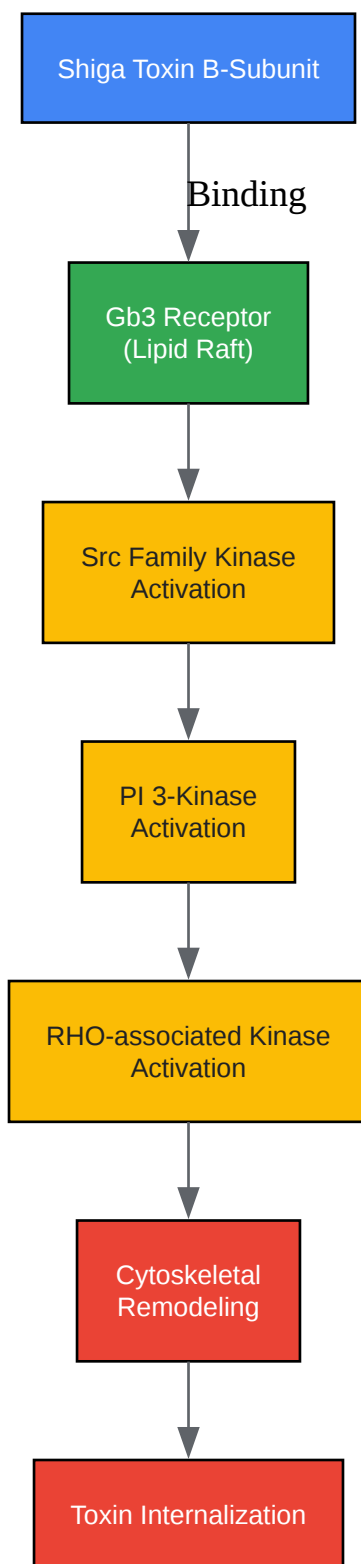 Shiga Toxin B-Subunit
Binding
Gb3 Receptor
(Lipid Raft)
Src Family Kinase
Activation
PI 3-Kinase
Activation
RHO-associated Kinase
Activation
Cytoskeletal
Remodeling
Toxin Internalization